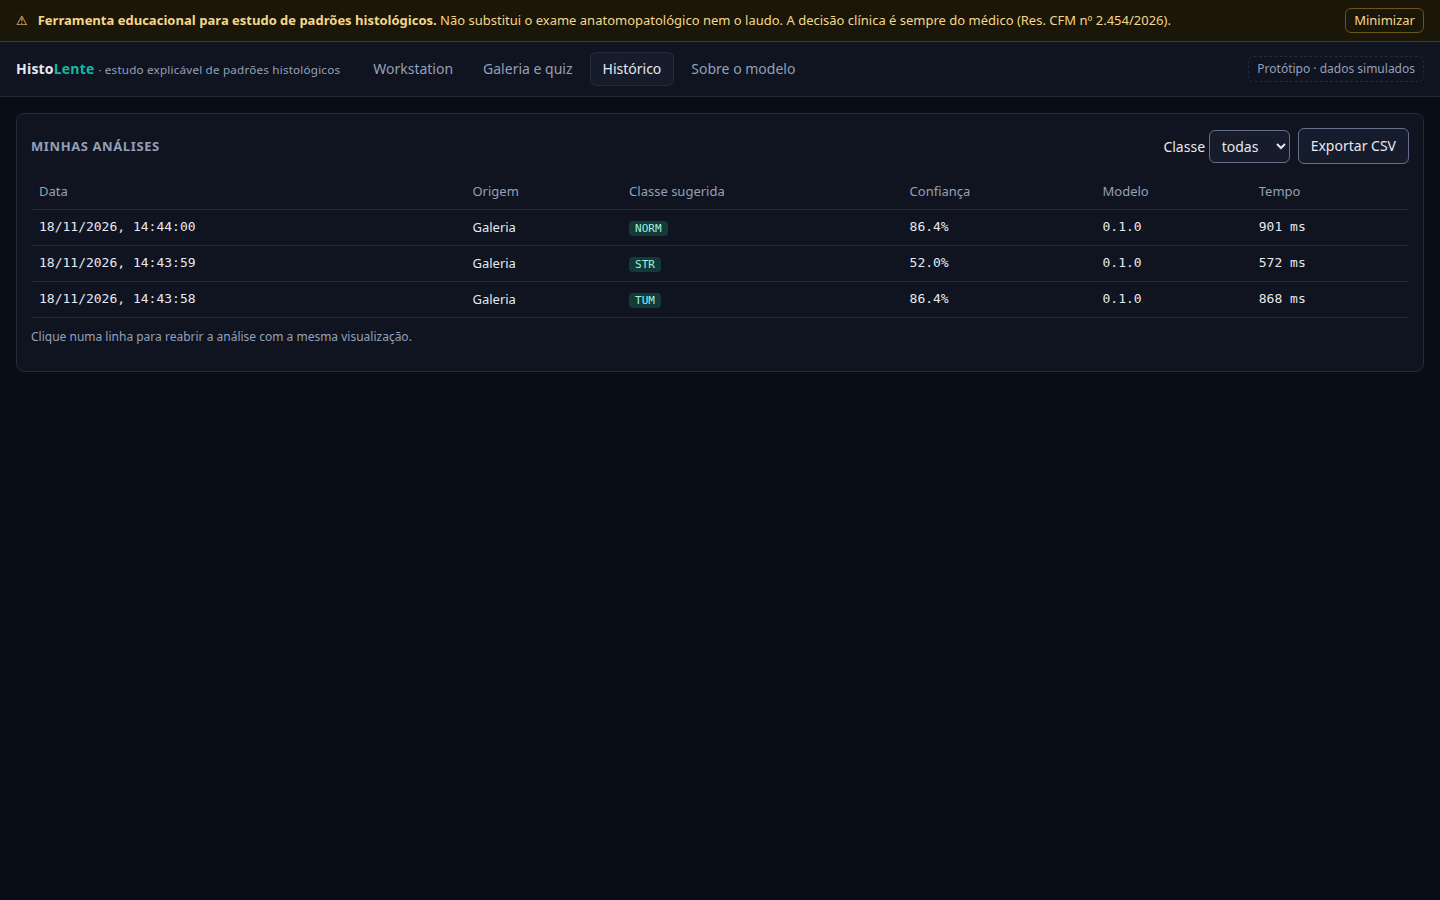 ⚠ Ferramenta educacional para estudo de padrões histológicos. Não substitui o exame anatomopatológico nem o laudo. A decisão clínica é sempre do médico (Res. CFM nº 2.454/2026). Minimizar
HistoLente · estudo explicável de padrões histológicos Workstation Galeria e quiz Histórico Sobre o modelo Protótipo · dados simulados
MINHAS ANÁLISES Classe todas Exportar CSV
Data Origem Classe sugerida Confiança Modelo Tempo
18/11/2026, 14:44:00 Galeria NORM 86.4% 0.1.0 901 ms
18/11/2026, 14:43:59 Galeria STR 52.0% 0.1.0 572 ms
18/11/2026, 14:43:58 Galeria TUM 86.4% 0.1.0 868 ms
Clique numa linha para reabrir a análise com a mesma visualização.